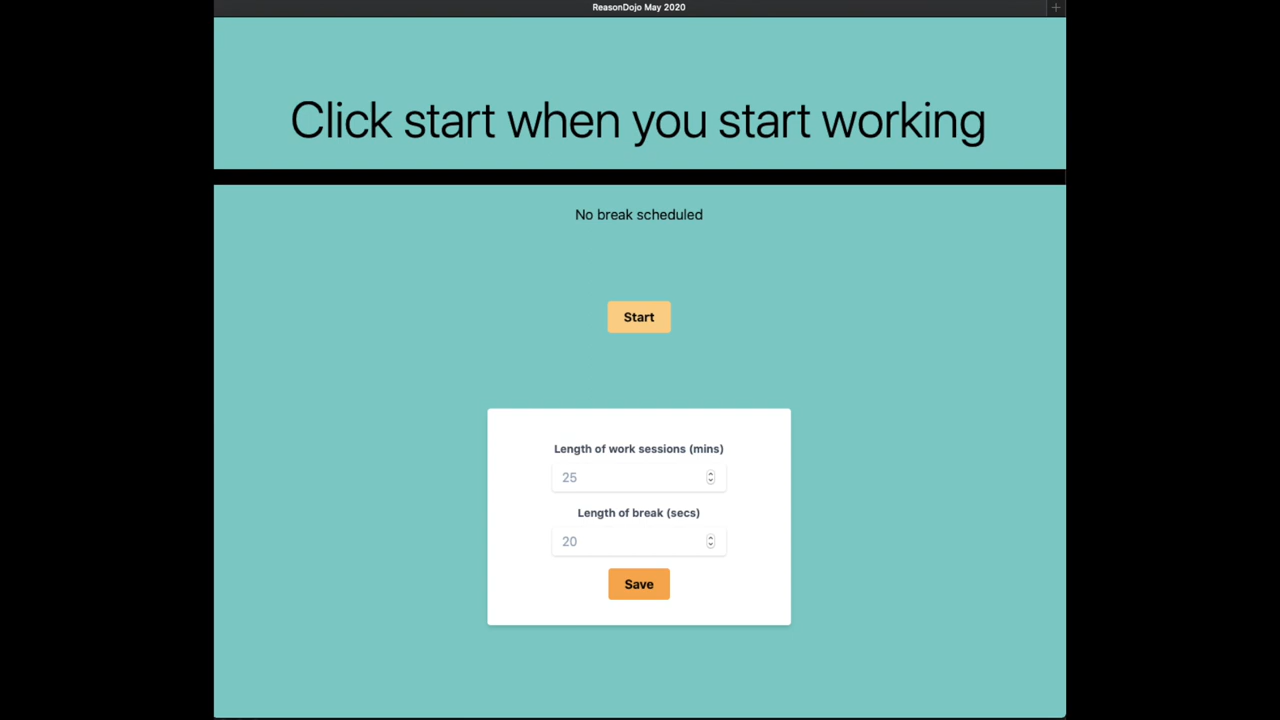 ReasonDojo May 2020
Click start when you start working
No break scheduled
Start
Length of work sessions (mins)
25
Length of break (secs)
20
Save